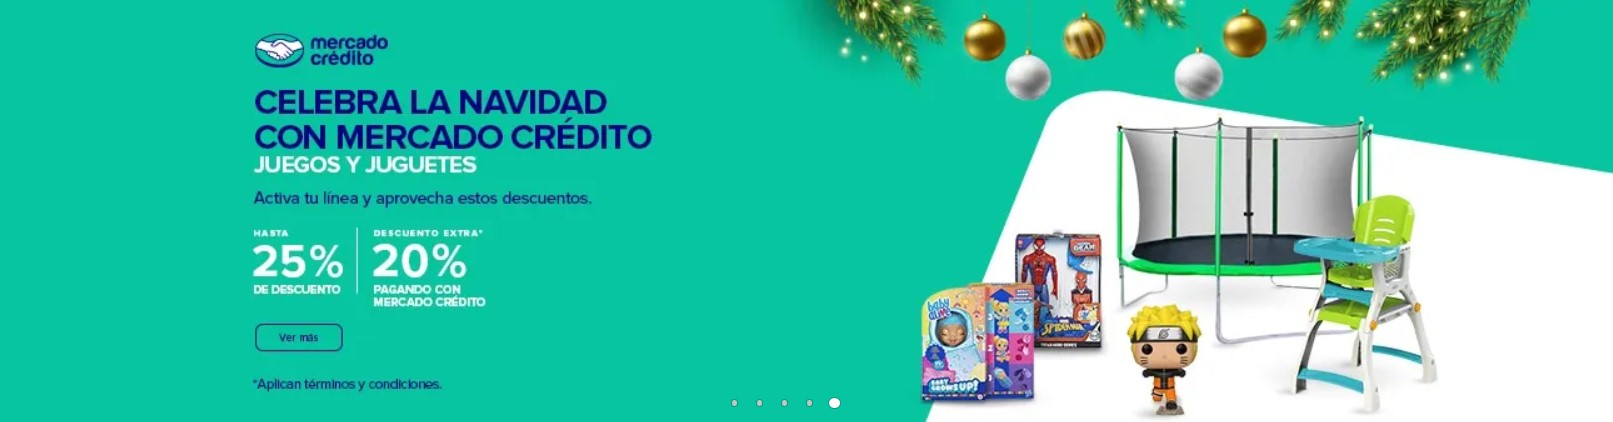 mercado
crédito
CELEBRA LA NAVIDAD
CON MERCADO CRÉDITO
JUEGOS Y JUGUETES
Activa tu línea y aprovecha estos descuentos.
HASTA
25%
DE DESCUENTO
DESCUENTO EXTRA*
20%
PAGANDO CON
MERCADO CRÉDITO
Ver más
*Aplican términos y condiciones.
baby
alive
BABY
GROWS UP!
SPIDER-MAN